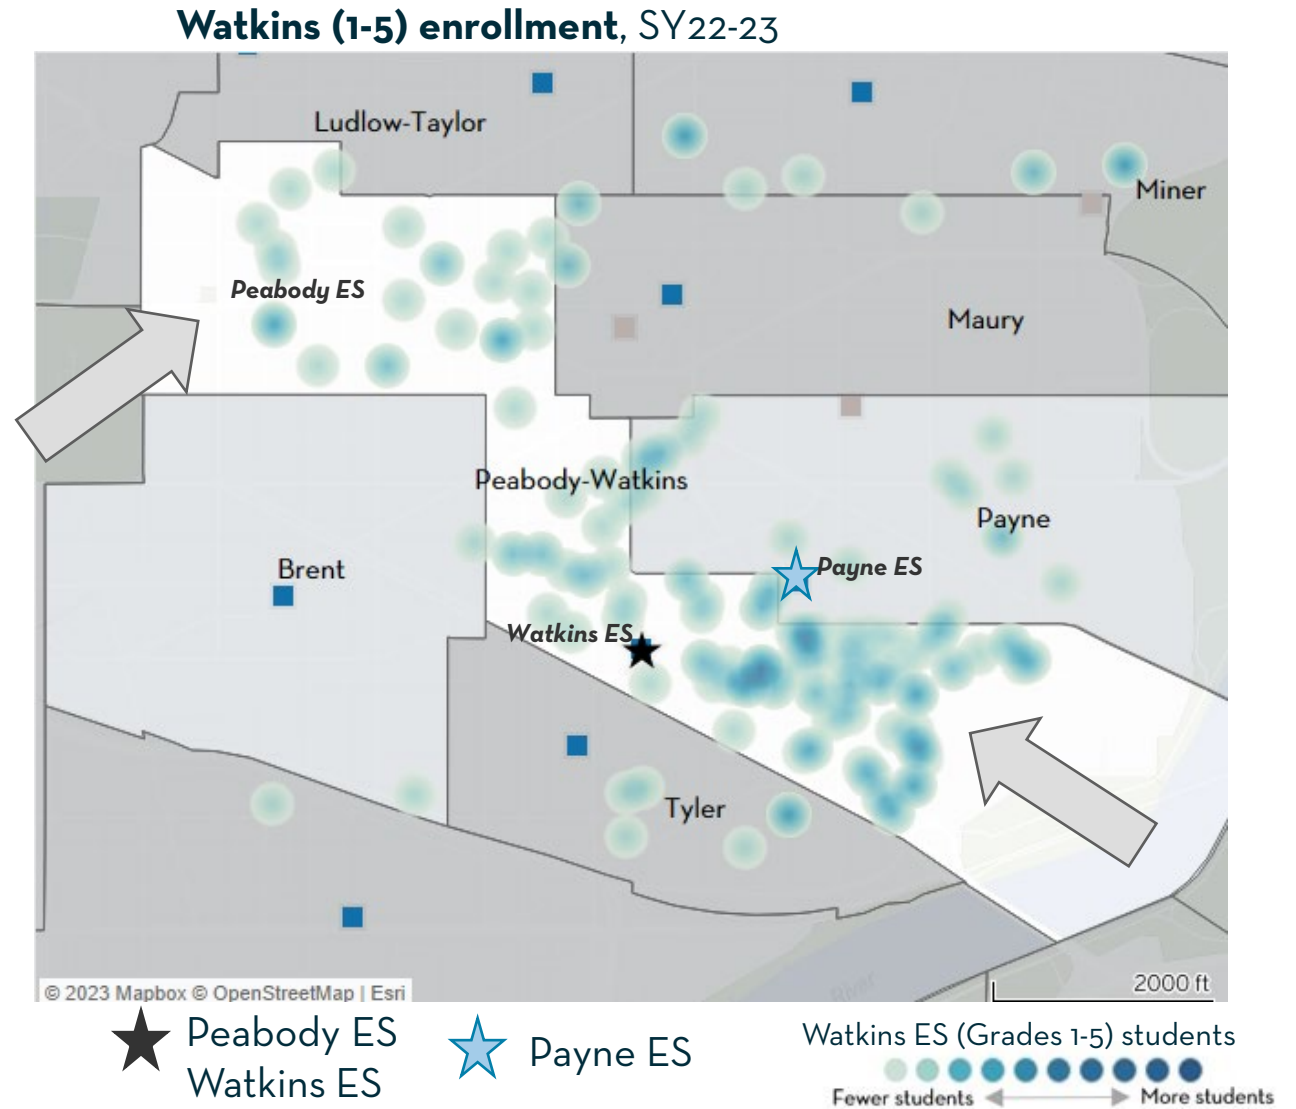 Watkins (1-5) enrollment, SY22-23
Ludlow-Taylor
Miner
Peabody ES
Maury
Peabody-Watkins
Payne
Payne ES
Brent
Watkins ES
Tyler
River
2000 ft
© 2023 Mapbox © OpenStreetMap | Esri
Peabody ES
Watkins ES
Payne ES
Watkins ES (Grades 1-5) students
Fewer students
More students